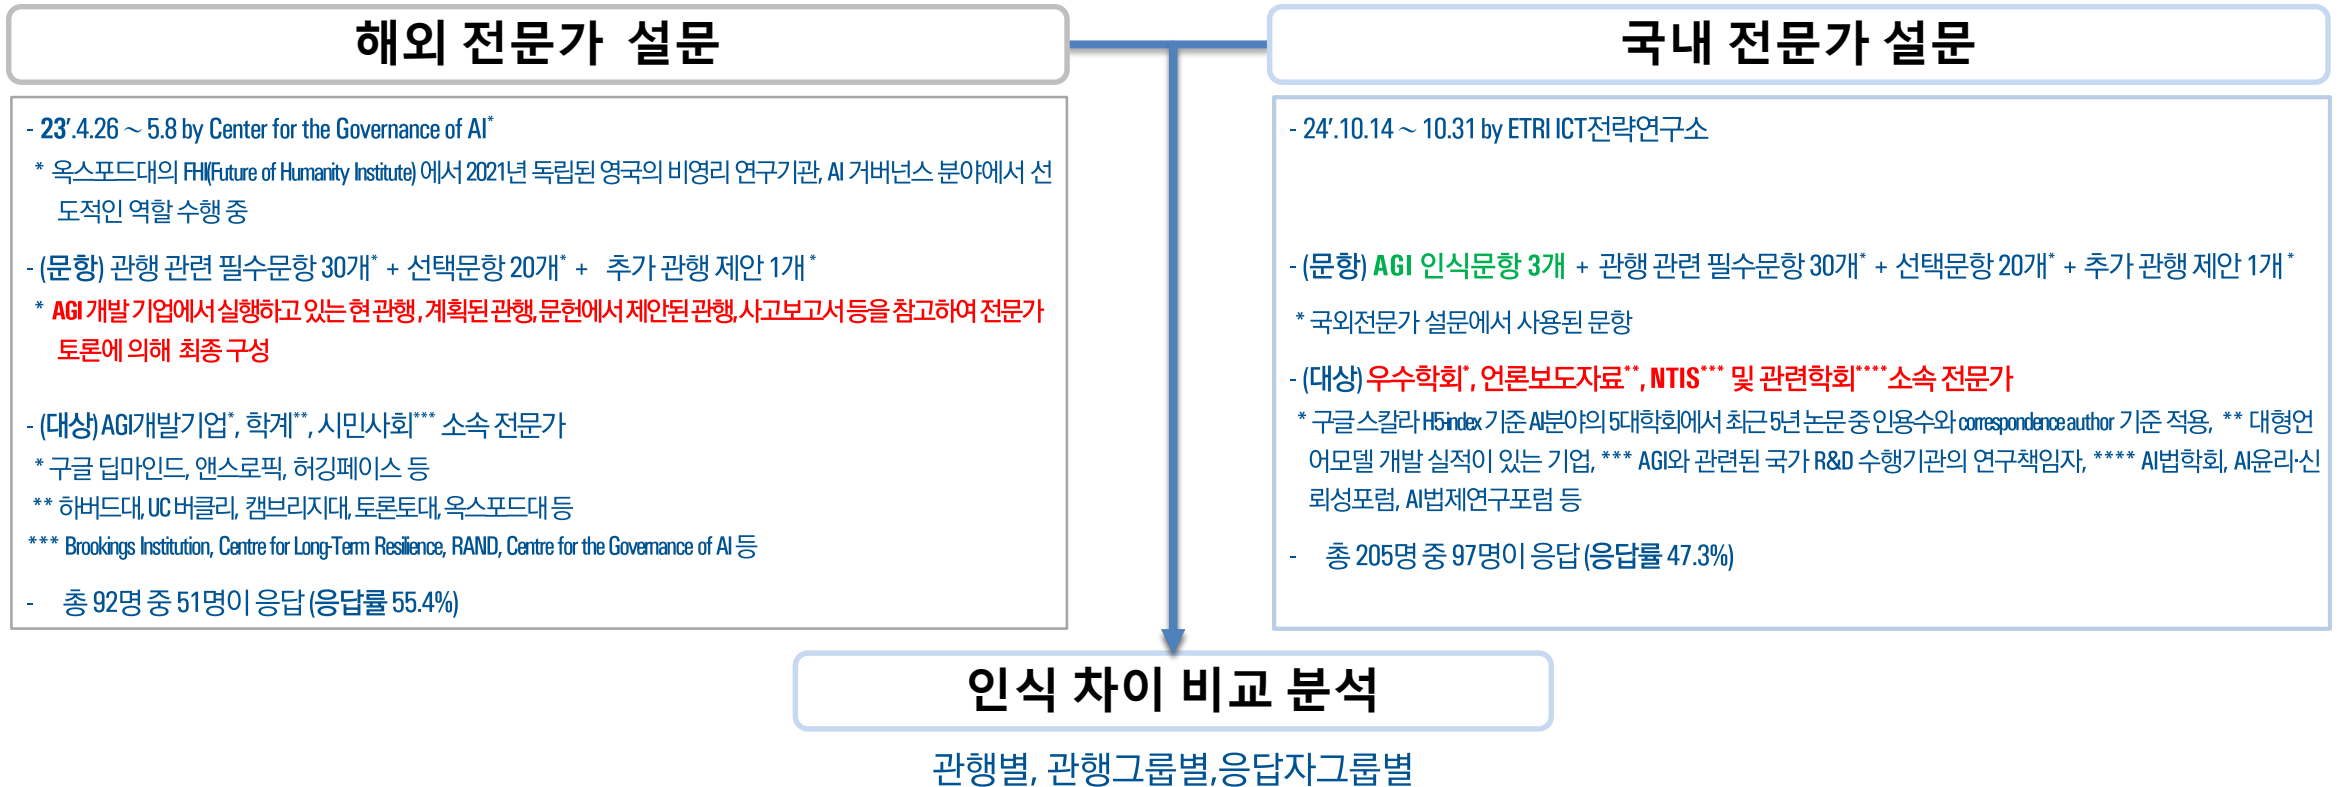 해외 전문가 설문
- 23′.4.26 ~ 5.8 by Center for the Governance of AI*
* 옥스포드대의 FHI(Future of Humanity Institute) 에서 2021년 독립된 영국의 비영리 연구기관, AI 거버넌스 분야에서 선
도적인 역할 수행 중
- (문항) 관행 관련 필수문항 30개* + 선택문항 20개* + 추가 관행 제안 1개*
* AGI 개발 기업에서 실행하고 있는 현 관행, 계획된 관행, 문헌에서 제안된 관행, 사고보고서 등을 참고하여 전문가
토론에 의해 최종 구성
- (대상) AGI개발기업*, 학계**, 시민사회*** 소속 전문가
* 구글 딥마인드, 앤스로픽, 허깅페이스 등
** 하버드대, UC 버클리, 캠브리지대, 토론토대, 옥스포드대 등
*** Brookings Institution, Centre for Long-Term Resilience, RAND, Centre for the Governance of AI 등
- 총 92명 중 51명이 응답 (응답률 55.4%)
국내 전문가 설문
- 24′.10.14 ~ 10.31 by ETRI ICT전략연구소
- (문항) AGI 인식문항 3개 + 관행 관련 필수문항 30개* + 선택문항 20개* + 추가 관행 제안 1개*
* 국외전문가 설문에서 사용된 문항
- (대상) 우수학회*, 언론보도자료**, NTIS*** 및 관련학회****소속 전문가
* 구글 스칼라 H5-index 기준 AI분야의 5대학회에서 최근 5년 논문 중 인용수와 correspondence author 기준 적용, ** 대형언
어모델 개발 실적이 있는 기업, *** AGI와 관련된 국가 R&D 수행기관의 연구책임자, **** AI법학회, AI윤리·신
뢰성포럼, AI법제연구포럼 등
- 총 205명 중 97명이 응답 (응답률 47.3%)
인식 차이 비교 분석
관행별, 관행그룹별,응답자그룹별